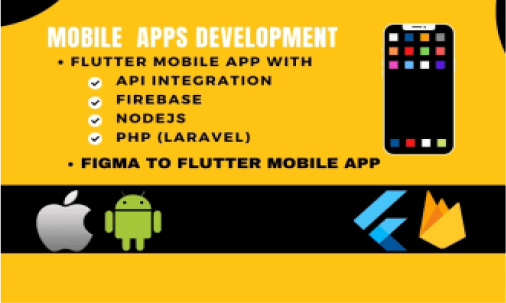 MOBILE APPS DEVELOPMENT
• FLUTTER MOBILE APP WITH
API INTEGRATION
FIREBASE
NODEJS
PHP (LARAVEL)
• FIGMA TO FLUTTER MOBILE APP